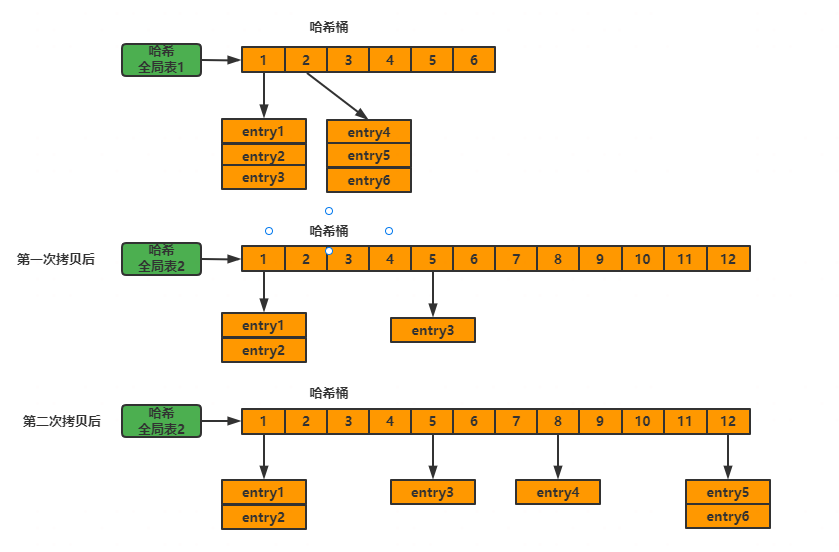 哈希桶
哈希
全局表1
1 2 3 4 5 6
entry1
entry2
entry3
entry4
entry5
entry6
哈希桶
第一次拷贝后
哈希
全局表2
1 2 3 4 5 6 7 8 9 10 11 12
entry1
entry2
entry3
哈希桶
第二次拷贝后
哈希
全局表2
1 2 3 4 5 6 7 8 9 10 11 12
entry1
entry2
entry3
entry4
entry5
entry6